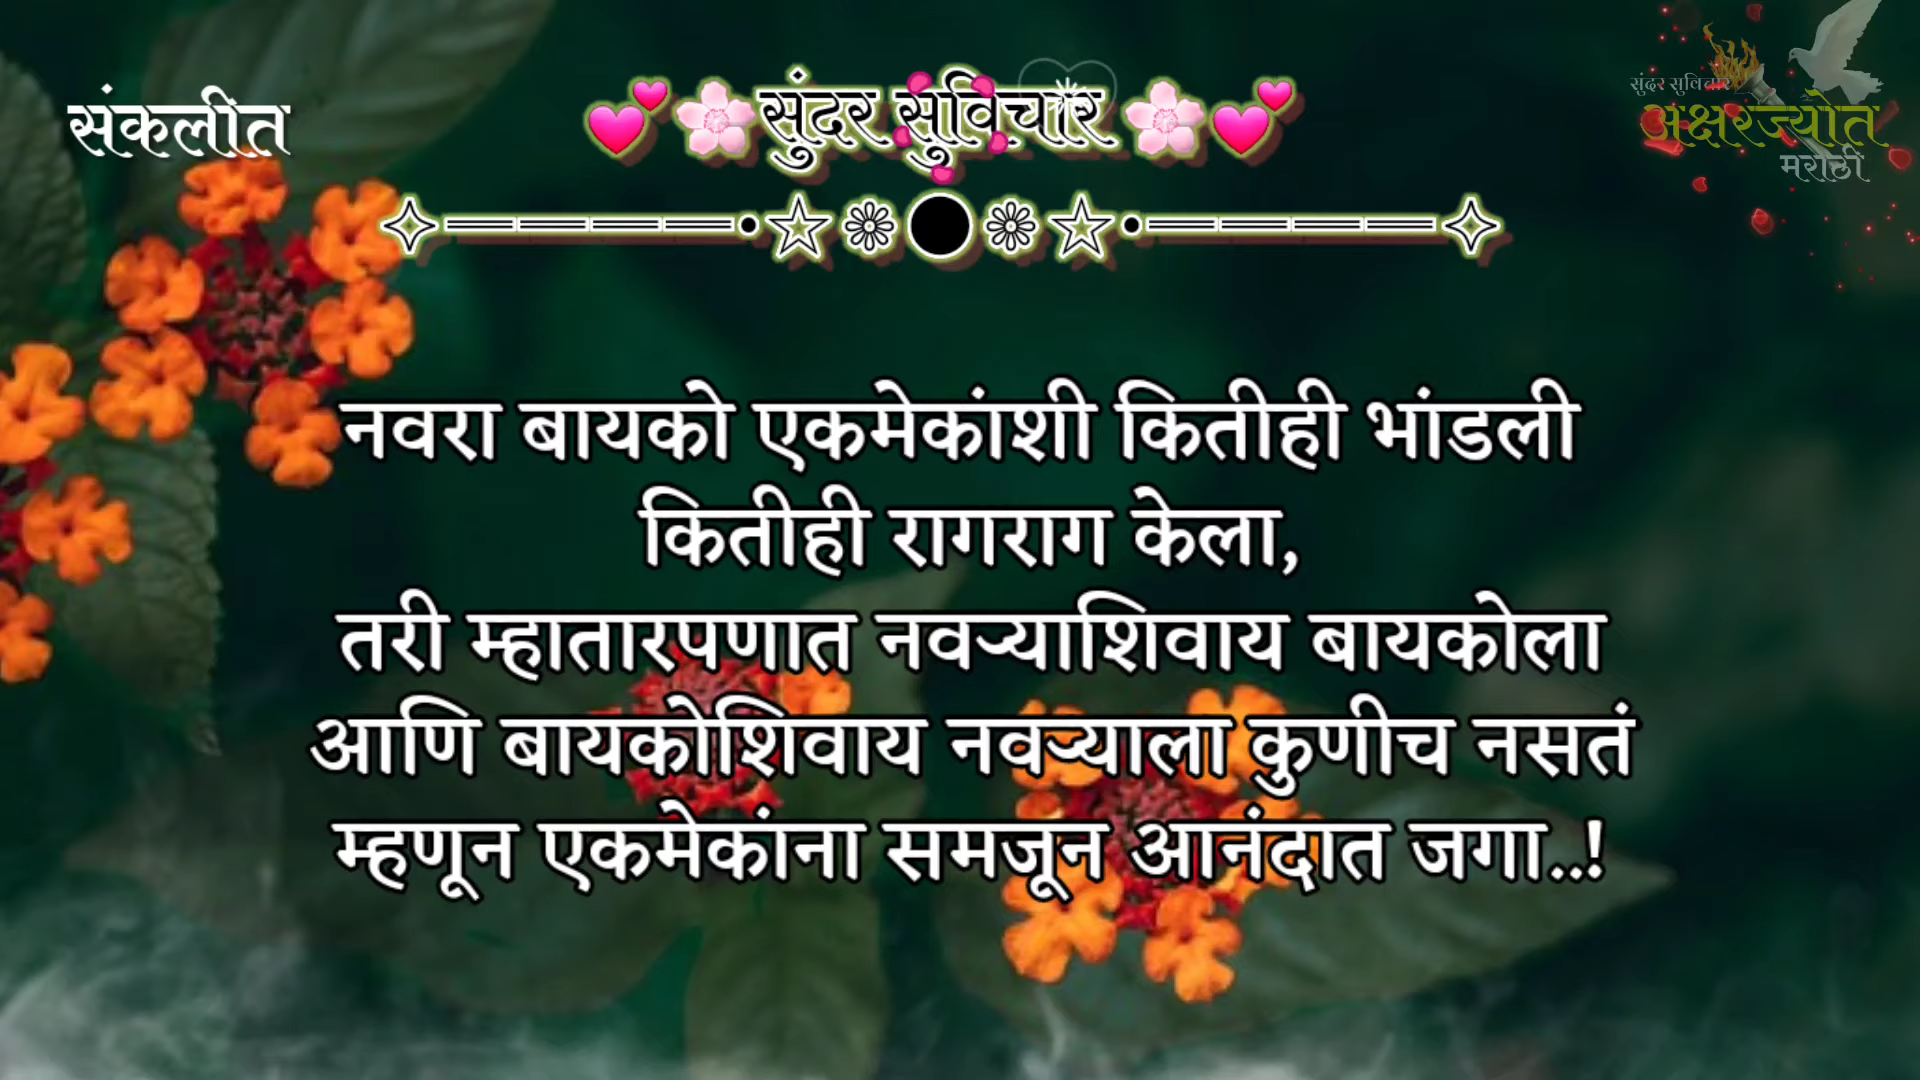 संकलीत
💕🌸सुंदर सुविचार🌸💕
✧═════•☆❁●❁☆•═════✧
सुंदर सुविचार
अक्षरज्योत
मराठी
नवरा बायको एकमेकांशी कितीही भांडली
कितीही रागराग केला,
तरी म्हातारपणात नवऱ्याशिवाय बायकोला
आणि बायकोशिवाय नवऱ्याला कुणीच नसतं
म्हणून एकमेकांना समजून आनंदात जगा..!